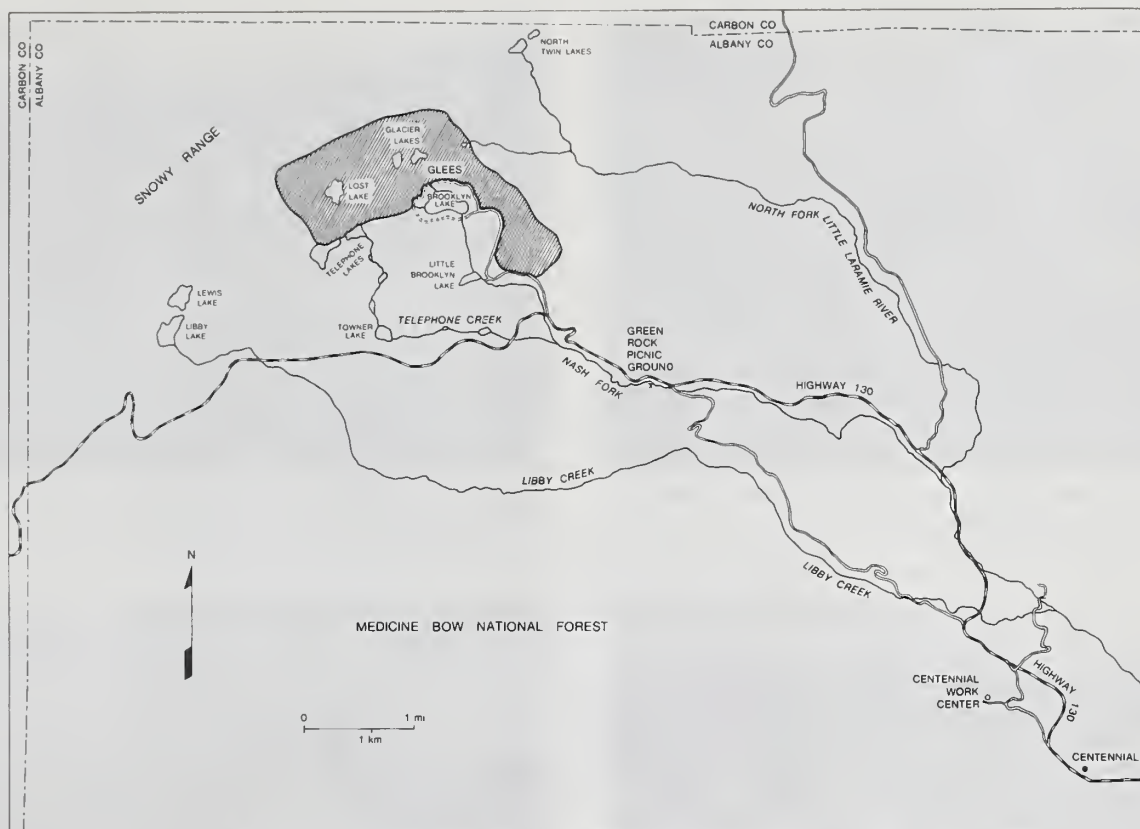 CARBON CO
ALBANY CO
CARBON CO
ALBANY CO
NORTH
TWIN LAKES
SNOWY RANGE
GLACIER
LAKES
GLEES
LOST
LAKE
BROOKLYN
LAKE
TELEPHONE
LAKES
LITTLE
BROOKLYN
LAKE
NORTH FORK LITTLE LARAMIE RIVER
LEWIS
LAKE
LIBBY
LAKE
TOWNER
LAKE
TELEPHONE CREEK
GREEN
ROCK
PICNIC
GROUND
NASH FORK
HIGHWAY 130
LIBBY CREEK
N
LIBBY CREEK
MEDICINE BOW NATIONAL FOREST
HIGHWAY 130
CENTENNIAL
WORK
CENTER
0 1 mi
1 km
CENTENNIAL